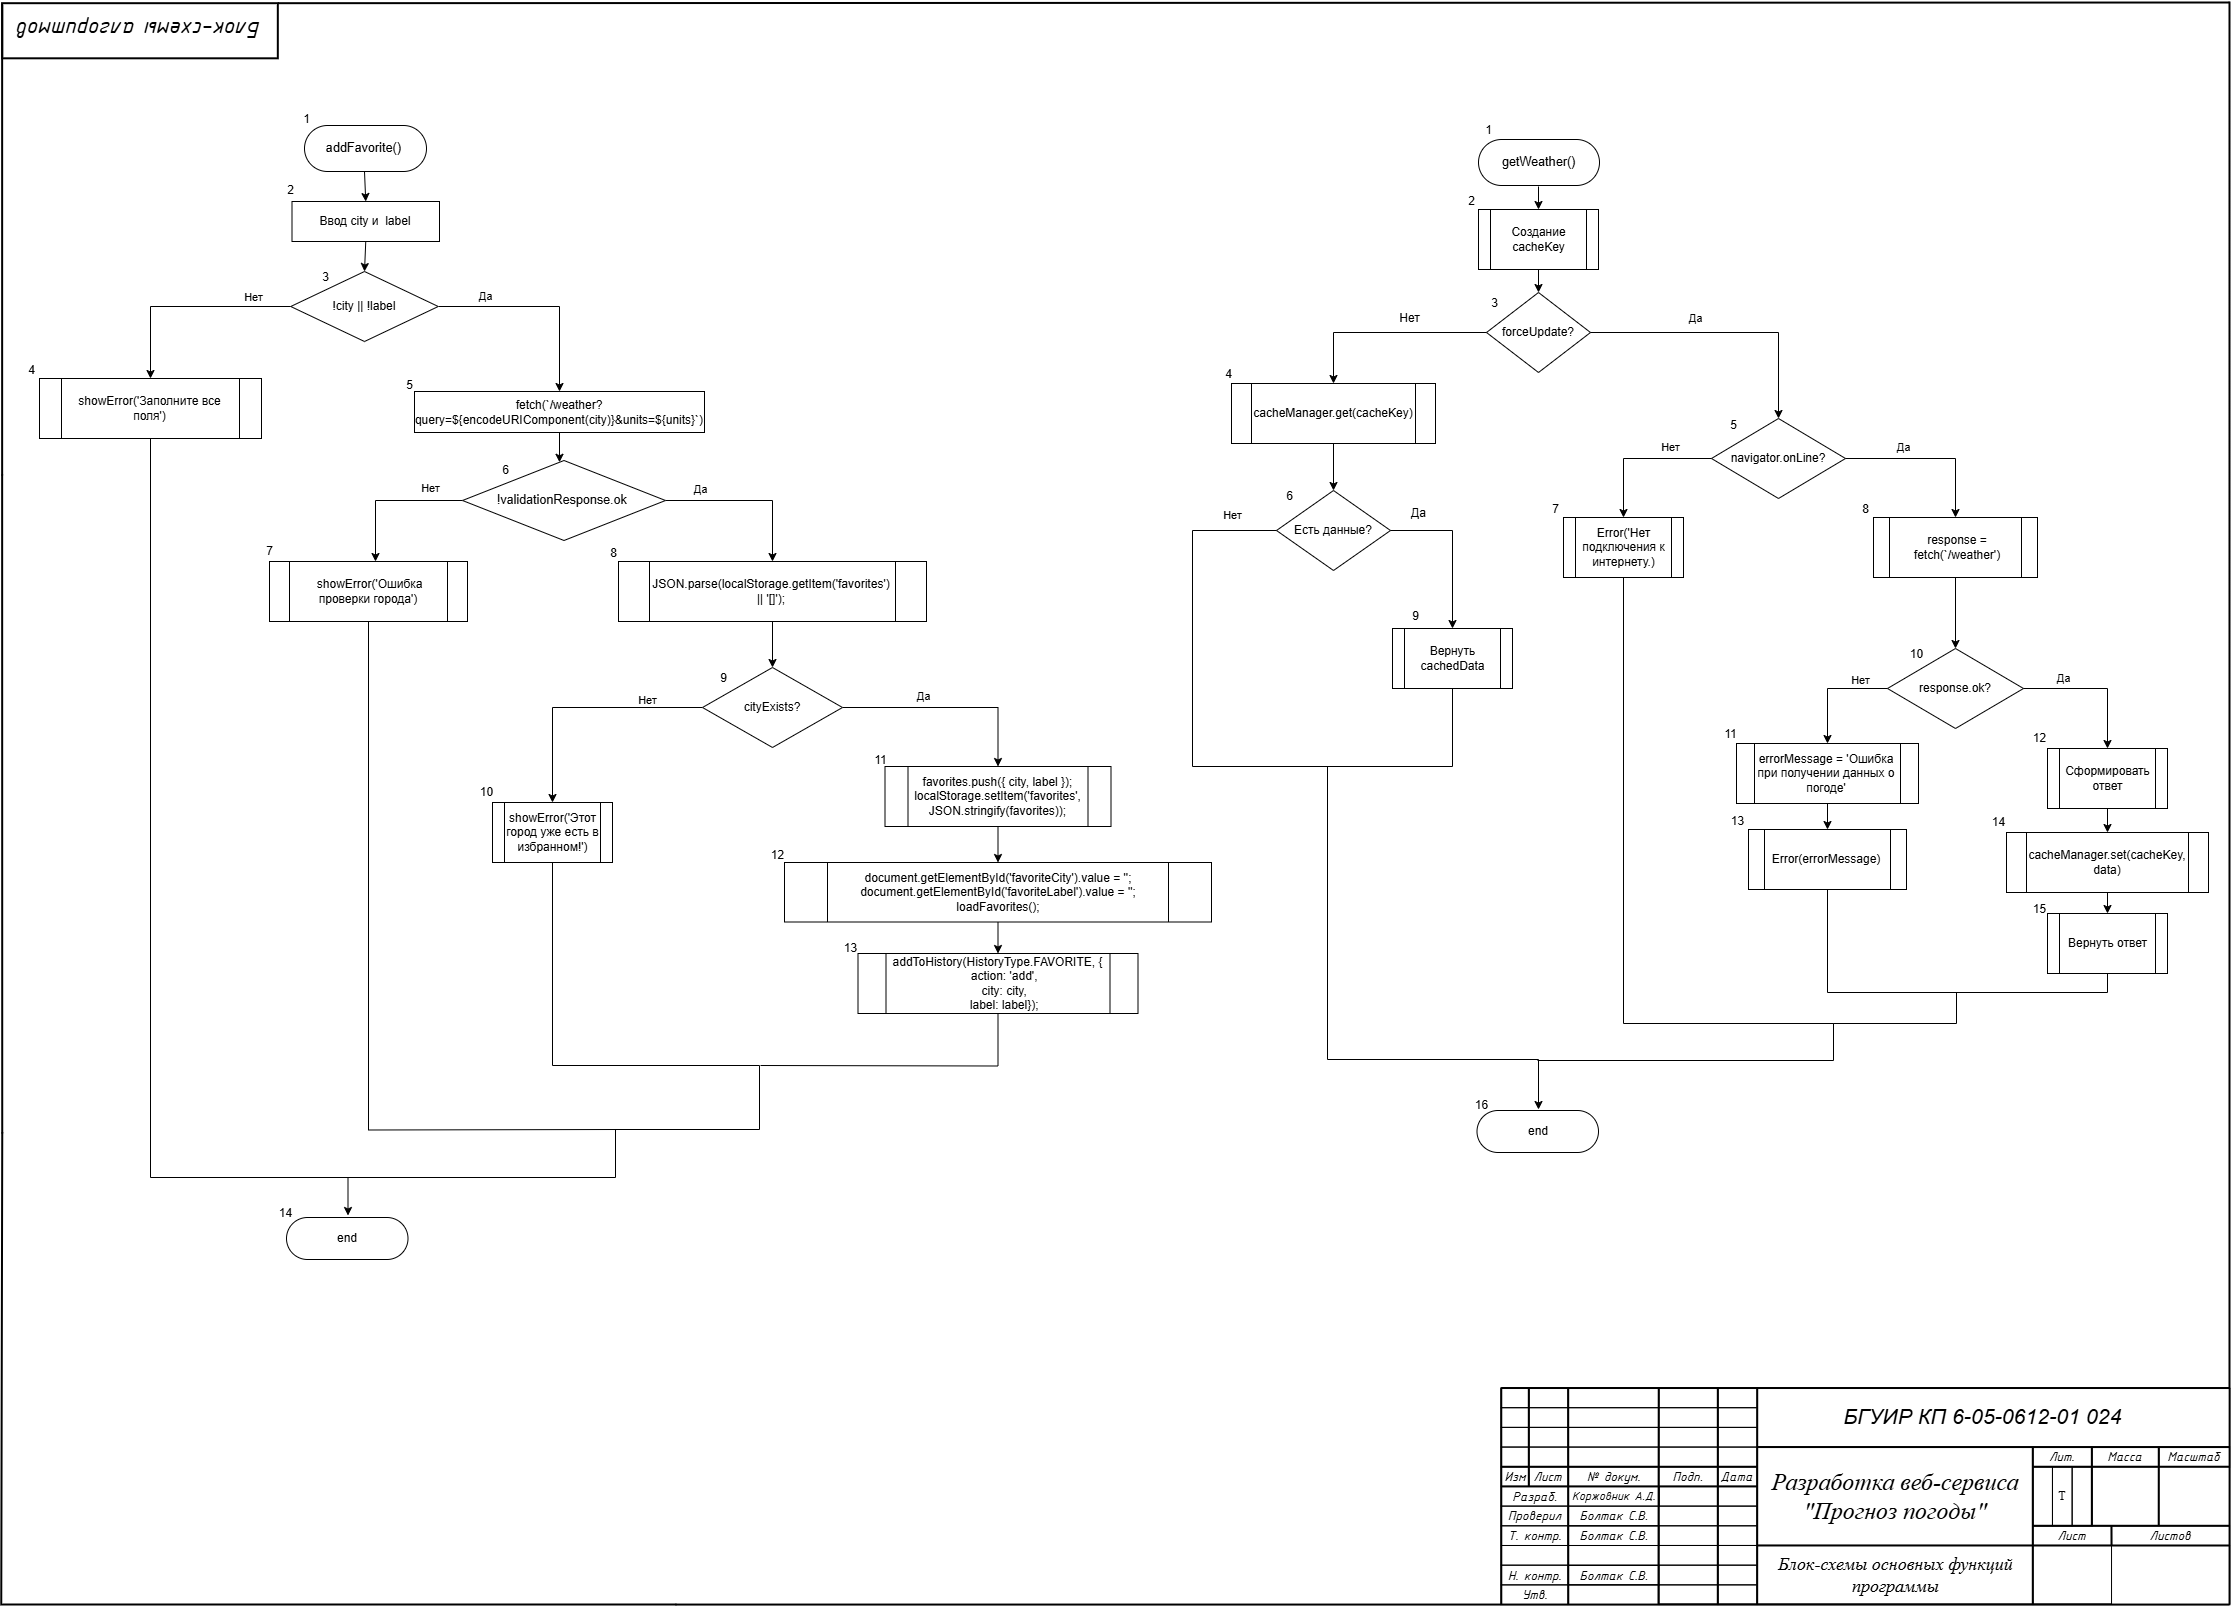 Блок-схемы алгоритмов
1
addFavorite()
2
Ввод city и label
3
!city || !label
Нет
Да
4
showError('Заполните все
поля')
5
fetch(`/weather?
query=${encodeURIComponent(city)}&units=${units}`)
6
!validationResponse.ok
Нет
Да
7
showError('Ошибка
проверки города')
8
JSON.parse(localStorage.getItem('favorites')
|| '[]');
9
cityExists?
Нет
Да
10
showError('Этот
город уже есть в
избранном!')
11
favorites.push({ city, label });
localStorage.setItem('favorites',
JSON.stringify(favorites));
12
document.getElementById('favoriteCity').value = '';
document.getElementById('favoriteLabel').value = '';
loadFavorites();
13
addToHistory(HistoryType.FAVORITE, {
action: 'add',
city: city,
label: label});
14
end
1
getWeather()
2
Создание
cacheKey
3
forceUpdate?
Нет
Да
4
cacheManager.get(cacheKey)
5
navigator.onLine?
Нет
Да
6
Есть данные?
Нет
Да
7
Error('Нет
подключения к
интернету.)
8
response =
fetch(`/weather')
9
Вернуть
cachedData
10
response.ok?
Нет
Да
11
errorMessage = 'Ошибка
при получении данных о
погоде'
12
Сформировать
ответ
13
Error(errorMessage)
14
cacheManager.set(cacheKey,
data)
15
Вернуть ответ
16
end
БГУИР КП 6-05-0612-01 024
Разработка веб-сервиса
"Прогноз погоды"
Лит. Масса Масштаб
Т
Лист Листов
Блок-схемы основных функций
программы
Изм Лист № докум. Подп. Дата
Разраб. Коржовник А.Д.
Проверил Болтак С.В.
Т. контр. Болтак С.В.
Н. контр. Болтак С.В.
Утв.